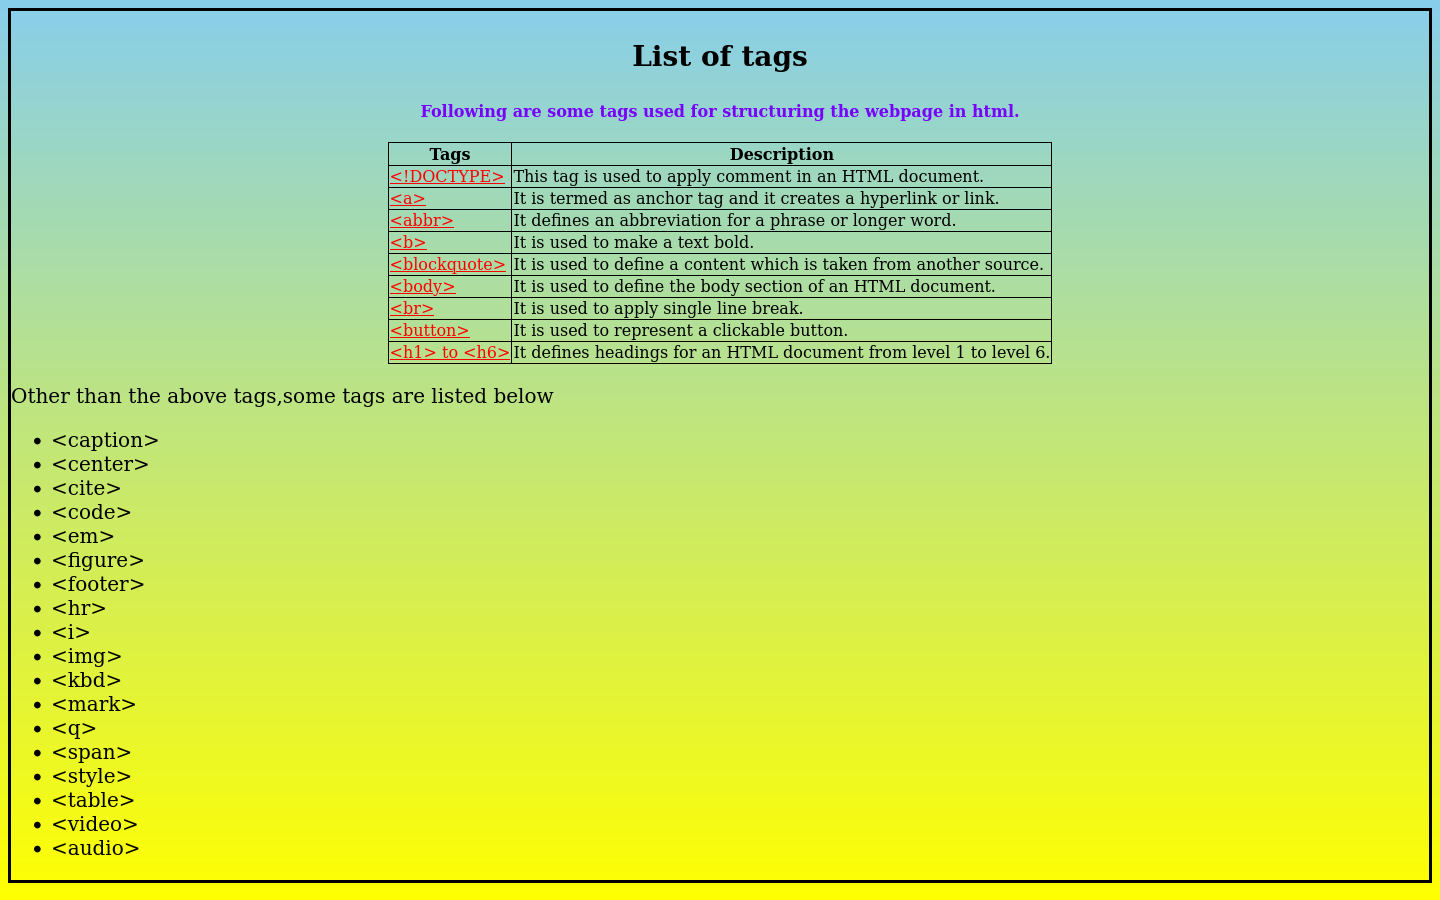 List of tags
Following are some tags used for structuring the webpage in html.
Tags Description
<!DOCTYPE> This tag is used to apply comment in an HTML document.
<a> It is termed as anchor tag and it creates a hyperlink or link.
<abbr> It defines an abbreviation for a phrase or longer word.
<b> It is used to make a text bold.
<blockquote> It is used to define a content which is taken from another source.
<body> It is used to define the body section of an HTML document.
<br> It is used to apply single line break.
<button> It is used to represent a clickable button.
<h1> to <h6> It defines headings for an HTML document from level 1 to level 6.
Other than the above tags,some tags are listed below
• <caption>
• <center>
• <cite>
• <code>
• <em>
• <figure>
• <footer>
• <hr>
• <i>
• <img>
• <kbd>
• <mark>
• <q>
• <span>
• <style>
• <table>
• <video>
• <audio>